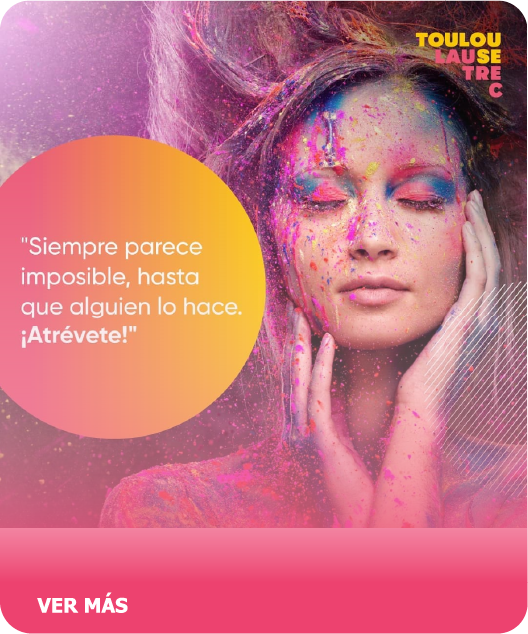 TOULOU
LAUSE
TRE
C
"Siempre parece
imposible, hasta
que alguien lo hace.
¡Atrévete!"
VER MÁS